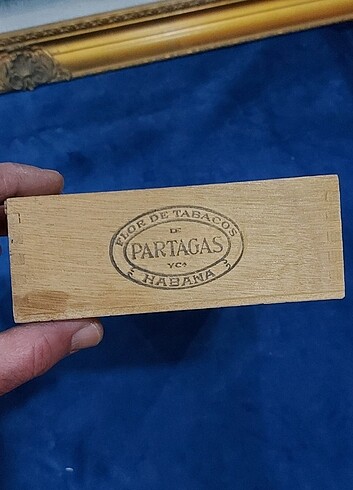 FLOR DE TABACOS
DE
PARTAGAS
Y Cª
HABANA